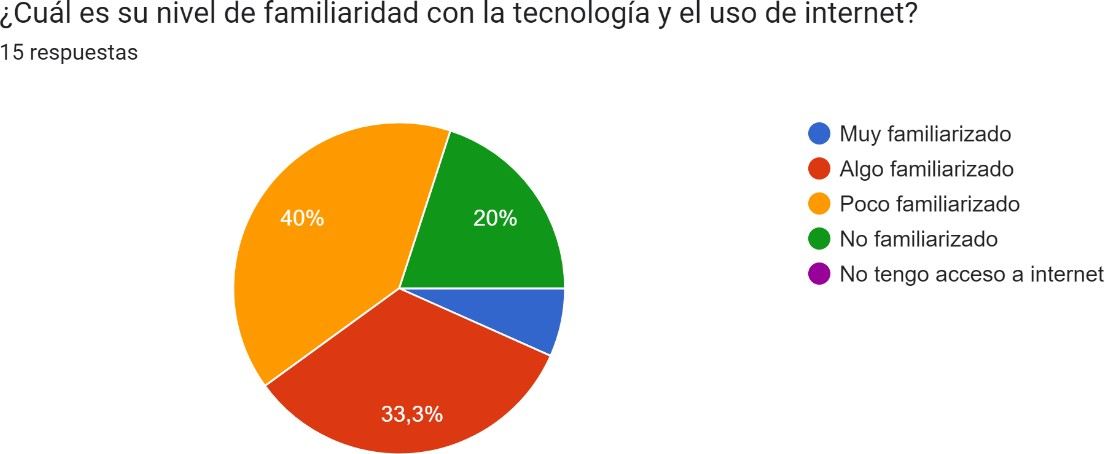 ¿Cuál es su nivel de familiaridad con la tecnología y el uso de internet?
15 respuestas
Muy familiarizado
Algo familiarizado
Poco familiarizado
No familiarizado
No tengo acceso a internet
40%
20%
33,3%